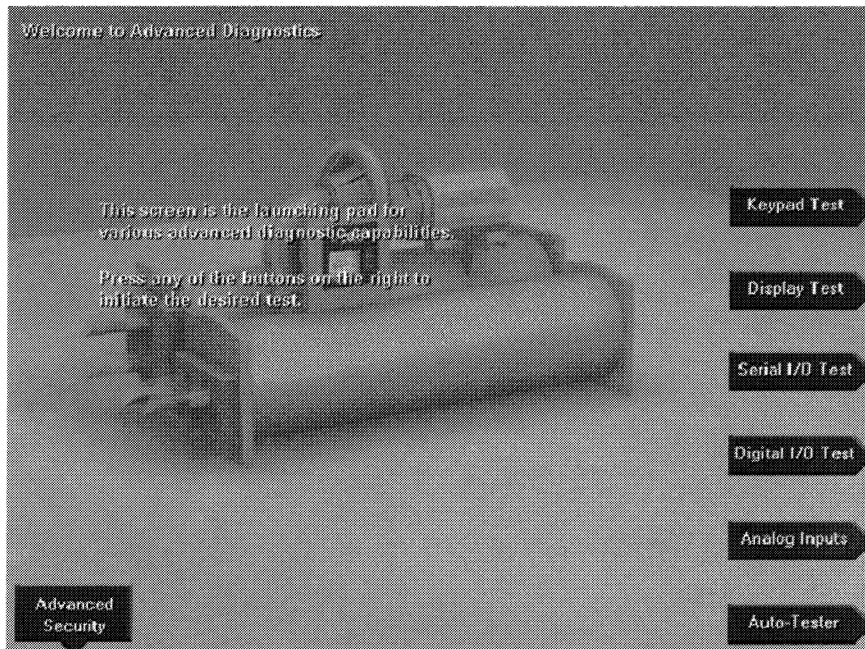 Welcome to Advanced Diagnostics
This screen is the launching pad for
various advanced diagnostic capabilities.
Press any of the buttons on the right to
initiate the desired test.
Keypad Test
Display Test
Serial I/O Test
Digital I/O Test
Analog Inputs
Auto-Tester
Advanced
Security